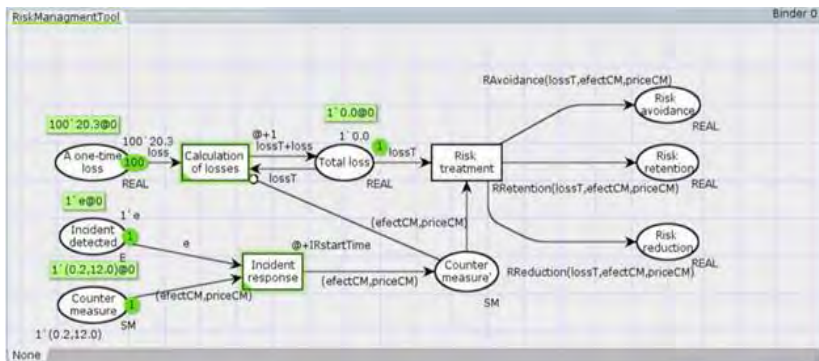 RiskManagmentTool
Binder 0
RAvoidance(lossT,efectCM,priceCM)
Risk
avoidance
REAL
100`20.3@0
100`20.3
loss
A one-time
loss
100
REAL
Calculation
of losses
@+1
lossT+loss
lossT
1`0.0@0
1`0.0
Total loss
1
REAL
lossT
Risk
treatment
Risk
retention
REAL
RRetention(lossT,efectCM,priceCM)
1`e@0
1`e
Incident
detected
1
E
e
(efectCM,priceCM)
@+IRstartTime
Incident
response
(efectCM,priceCM)
Counter
measure'
SM
Risk
reduction
REAL
RReduction(lossT,efectCM,priceCM)
1`(0.2,12.0)@0
(efectCM,priceCM)
Counter
measure
1
SM
1`(0.2,12.0)
None